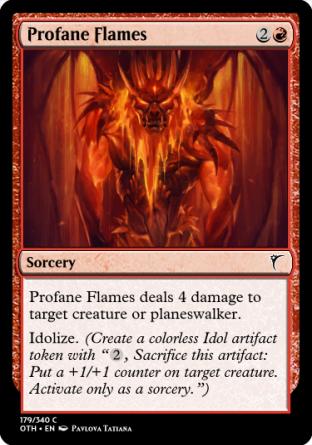 Profane Flames 2
Sorcery
Profane Flames deals 4 damage to
target creature or planeswalker.
Idolize. (Create a colorless Idol artifact
token with “2, Sacrifice this artifact:
Put a +1/+1 counter on target creature.
Activate only as a sorcery.”)
179/340 C
OTH • EN Pavlova Tatiana